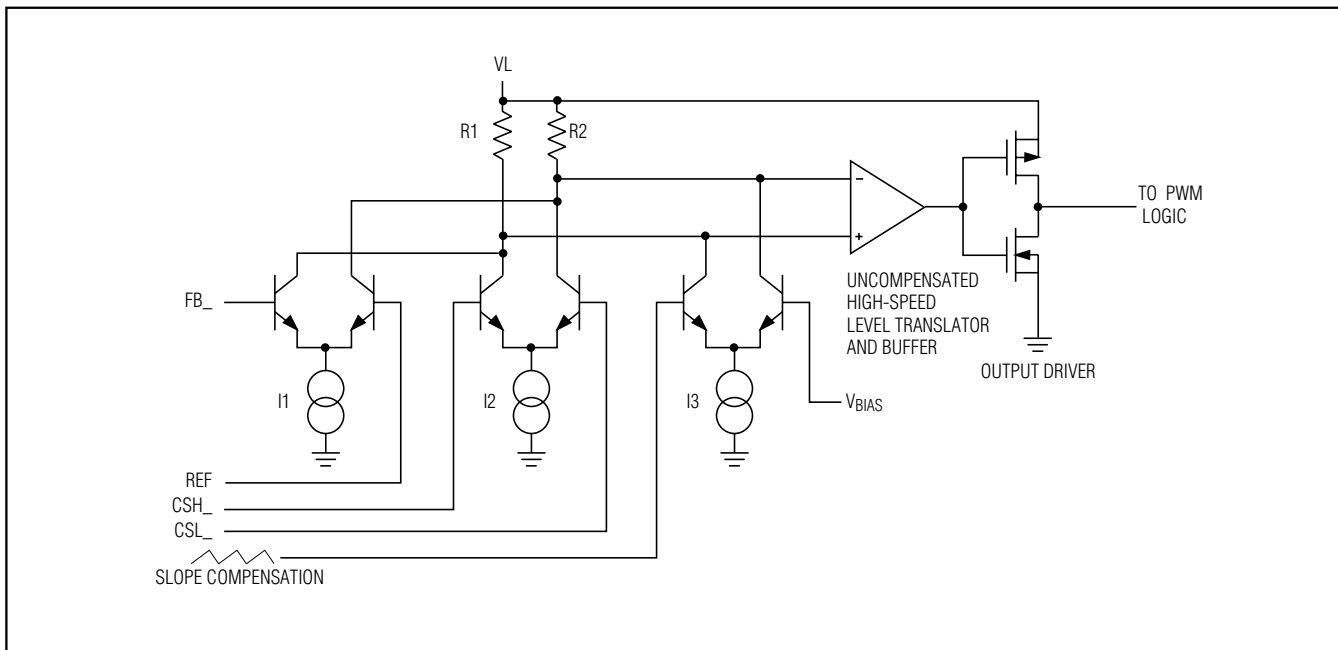 VL
R1
R2
TO PWM
LOGIC
−
+
FB_
UNCOMPENSATED
HIGH-SPEED
LEVEL TRANSLATOR
AND BUFFER
OUTPUT DRIVER
I1
I2
I3
VBIAS
REF
CSH_
CSL_
SLOPE COMPENSATION